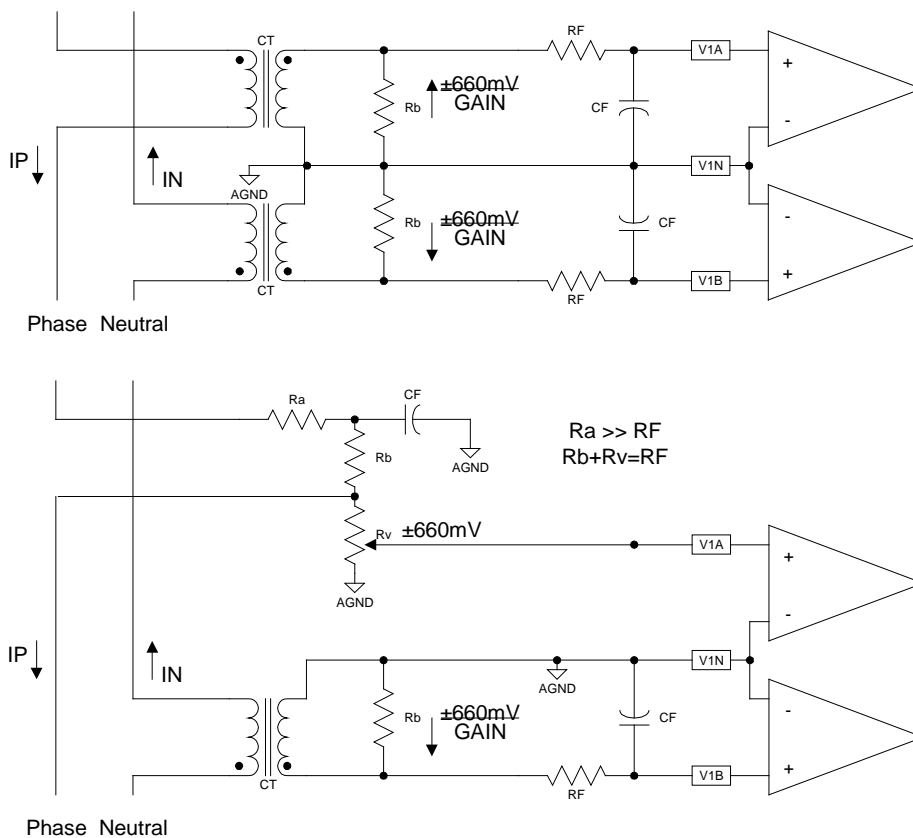 CT
RF
V1A
+
±660mV
GAIN
Rb
CF
-
IP
IN
AGND
V1N
±660mV
GAIN
Rb
CF
-
CT
RF
V1B
+
Phase Neutral
Ra
CF
Ra >> RF
Rb+Rv=RF
Rb
AGND
Rv
±660mV
V1A
+
AGND
-
IP
IN
V1N
AGND
±660mV
GAIN
Rb
CF
-
CT
RF
V1B
+
Phase Neutral